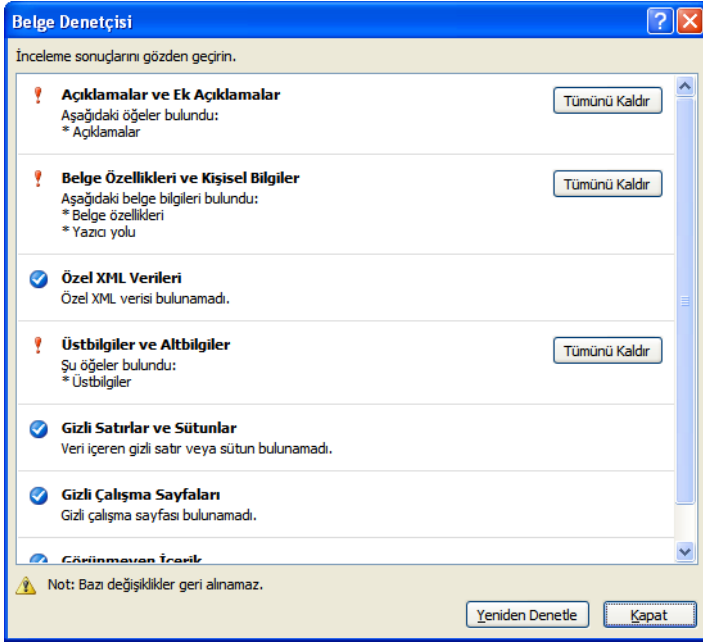 Belge Denetçisi
İnceleme sonuçlarını gözden geçirin.
Açıklamalar ve Ek Açıklamalar
Tümünü Kaldır
Aşağıdaki öğeler bulundu:
* Açıklamalar
Belge Özellikleri ve Kişisel Bilgiler
Tümünü Kaldır
Aşağıdaki belge bilgileri bulundu:
* Belge özellikleri
* Yazıcı yolu
Özel XML Verileri
Özel XML verisi bulunamadı.
Üstbilgiler ve Altbilgiler
Tümünü Kaldır
Şu öğeler bulundu:
* Üstbilgiler
Gizli Satırlar ve Sütunlar
Veri içeren gizli satır veya sütun bulunamadı.
Gizli Çalışma Sayfaları
Gizli çalışma sayfası bulunamadı.
Görünmeyen İçerik
Not: Bazı değişiklikler geri alınamaz.
Yeniden Denetle
Kapat